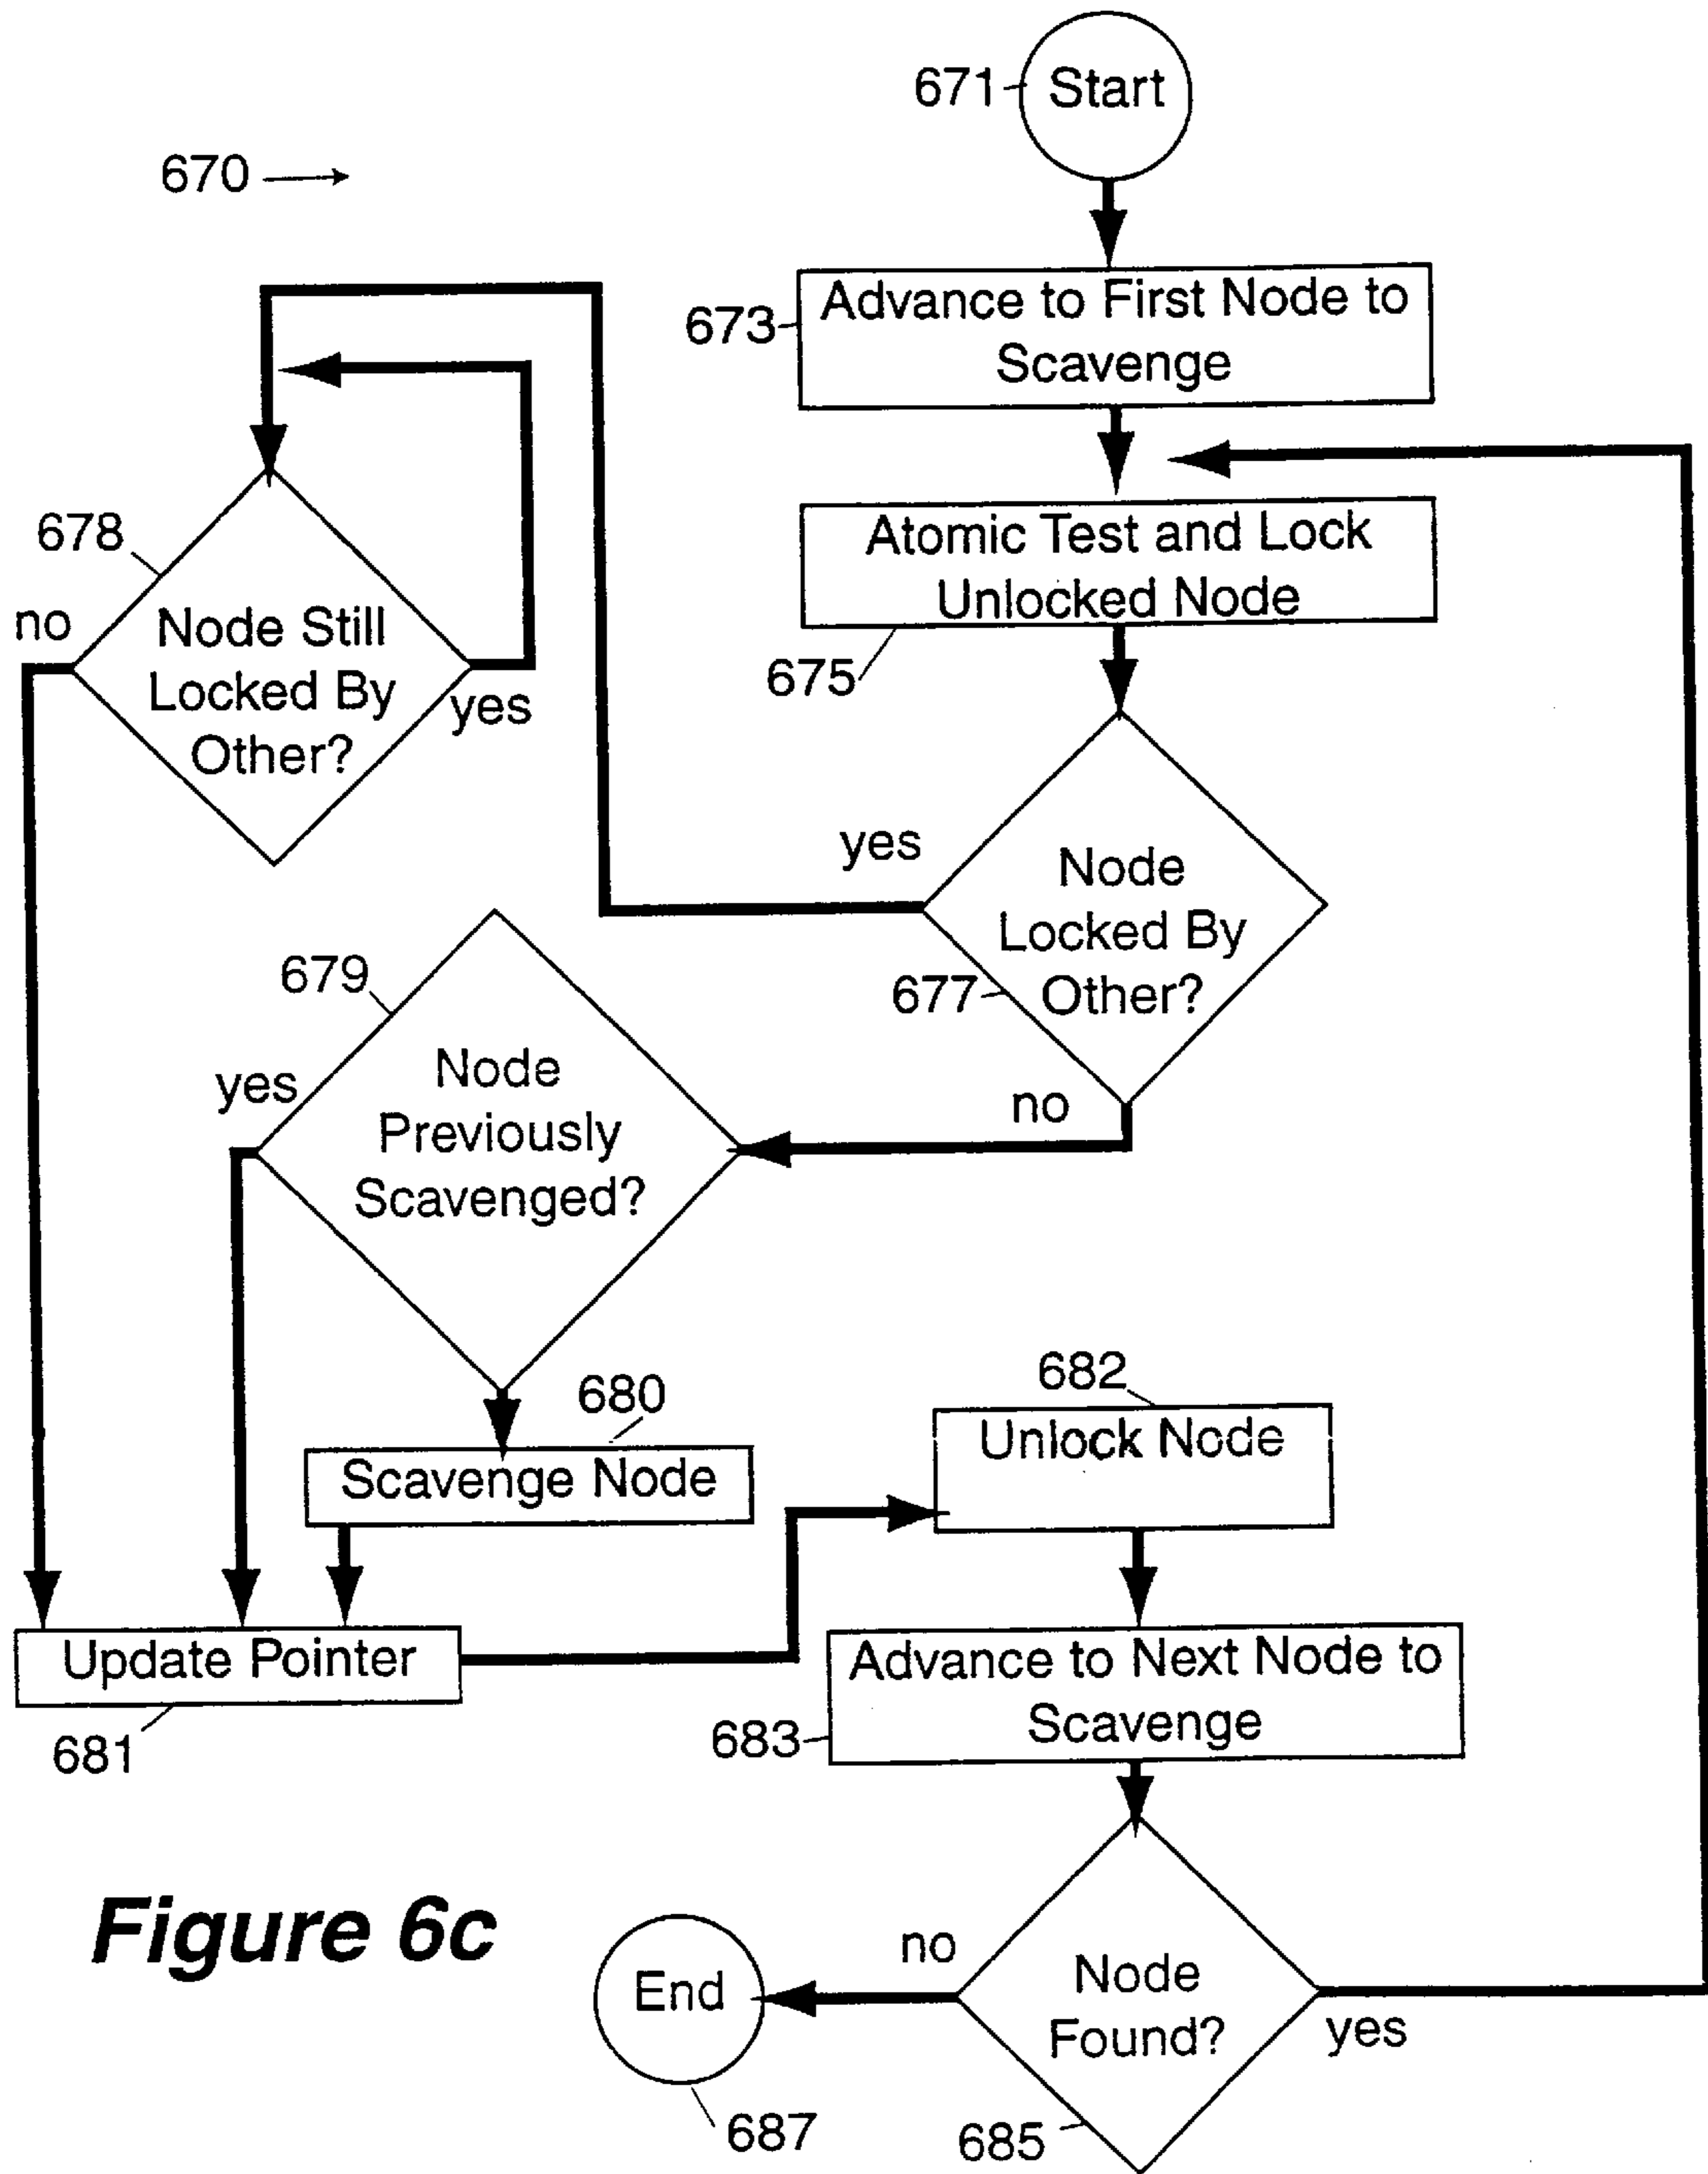 671
Start
670
Advance to First Node to
Scavenge
673
Atomic Test and Lock
Unlocked Node
675
678
no
Node Still
Locked By
Other?
yes
yes
Node
Locked By
Other?
677
no
679
yes
Node
Previously
Scavenged?
680
Scavenge Node
682
Unlock Node
Update Pointer
681
Advance to Next Node to
Scavenge
683
Figure 6c
End
687
no
Node
Found?
yes
685